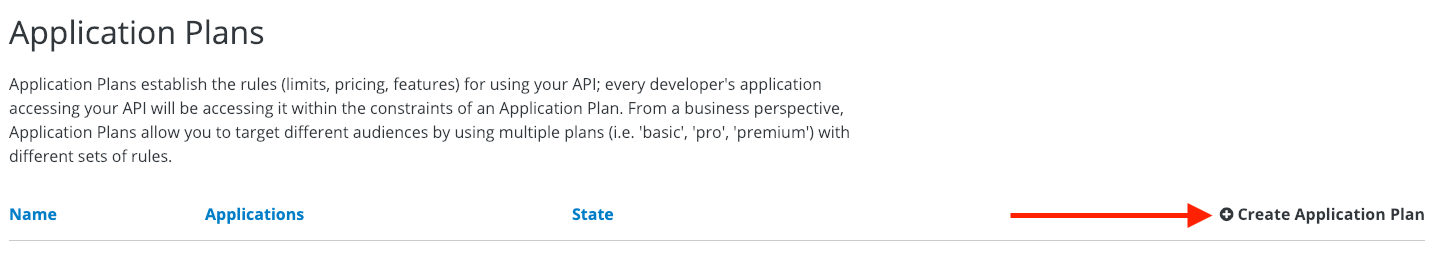 Application Plans
Application Plans establish the rules (limits, pricing, features) for using your API; every developer's application
accessing your API will be accessing it within the constraints of an Application Plan. From a business perspective,
Application Plans allow you to target different audiences by using multiple plans (i.e. 'basic', 'pro', 'premium') with
different sets of rules.
Name Applications State Create Application Plan